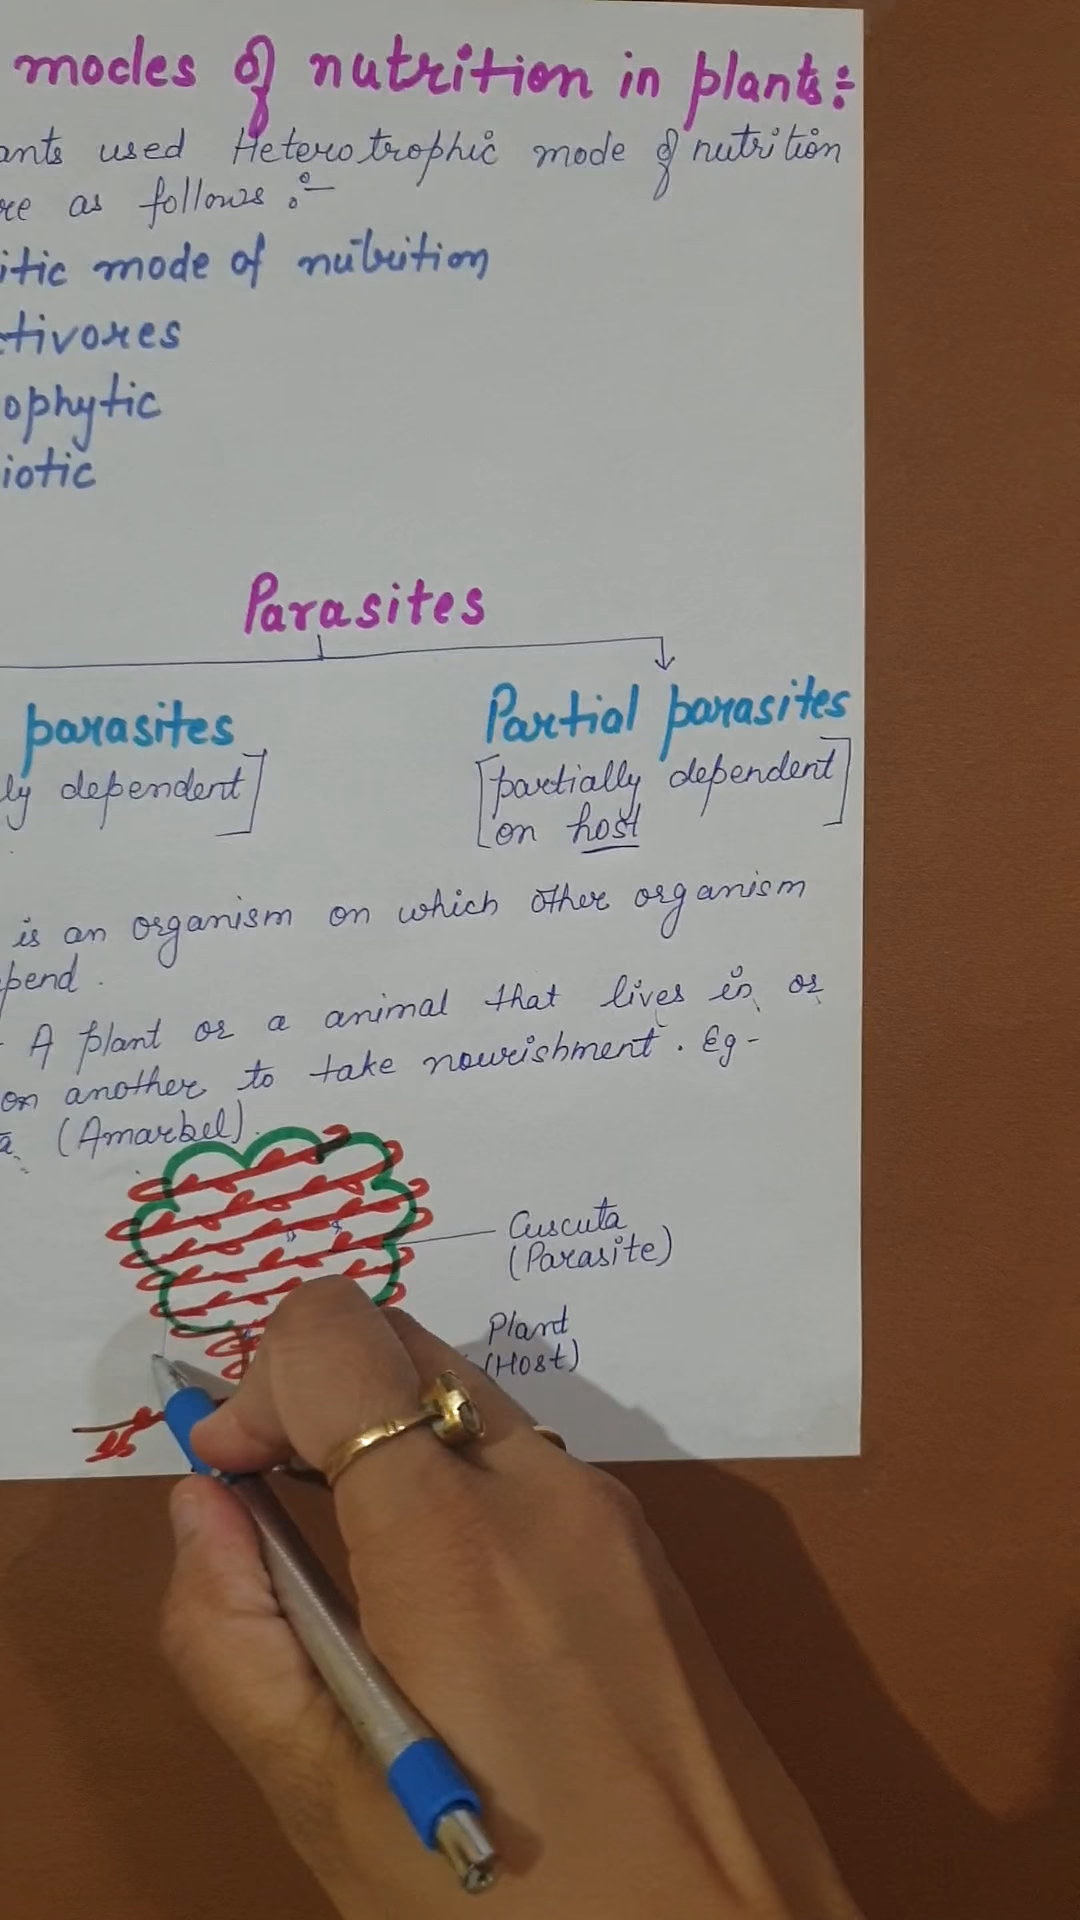 modes of nutrition in plants:
ants used Heterotrophic mode of nutrition
re as follows :-
itic mode of nutrition
ctivores
ophytic
iotic
Parasites
parasites Partial parasites
ly dependent] [partially dependent]
on host
is an organism on which other organism
pend.
- A plant or a animal that lives in or
on another to take nourishment. Eg -
a (Amarbel).
Cuscuta
(Parasite)
Plant
(Host)